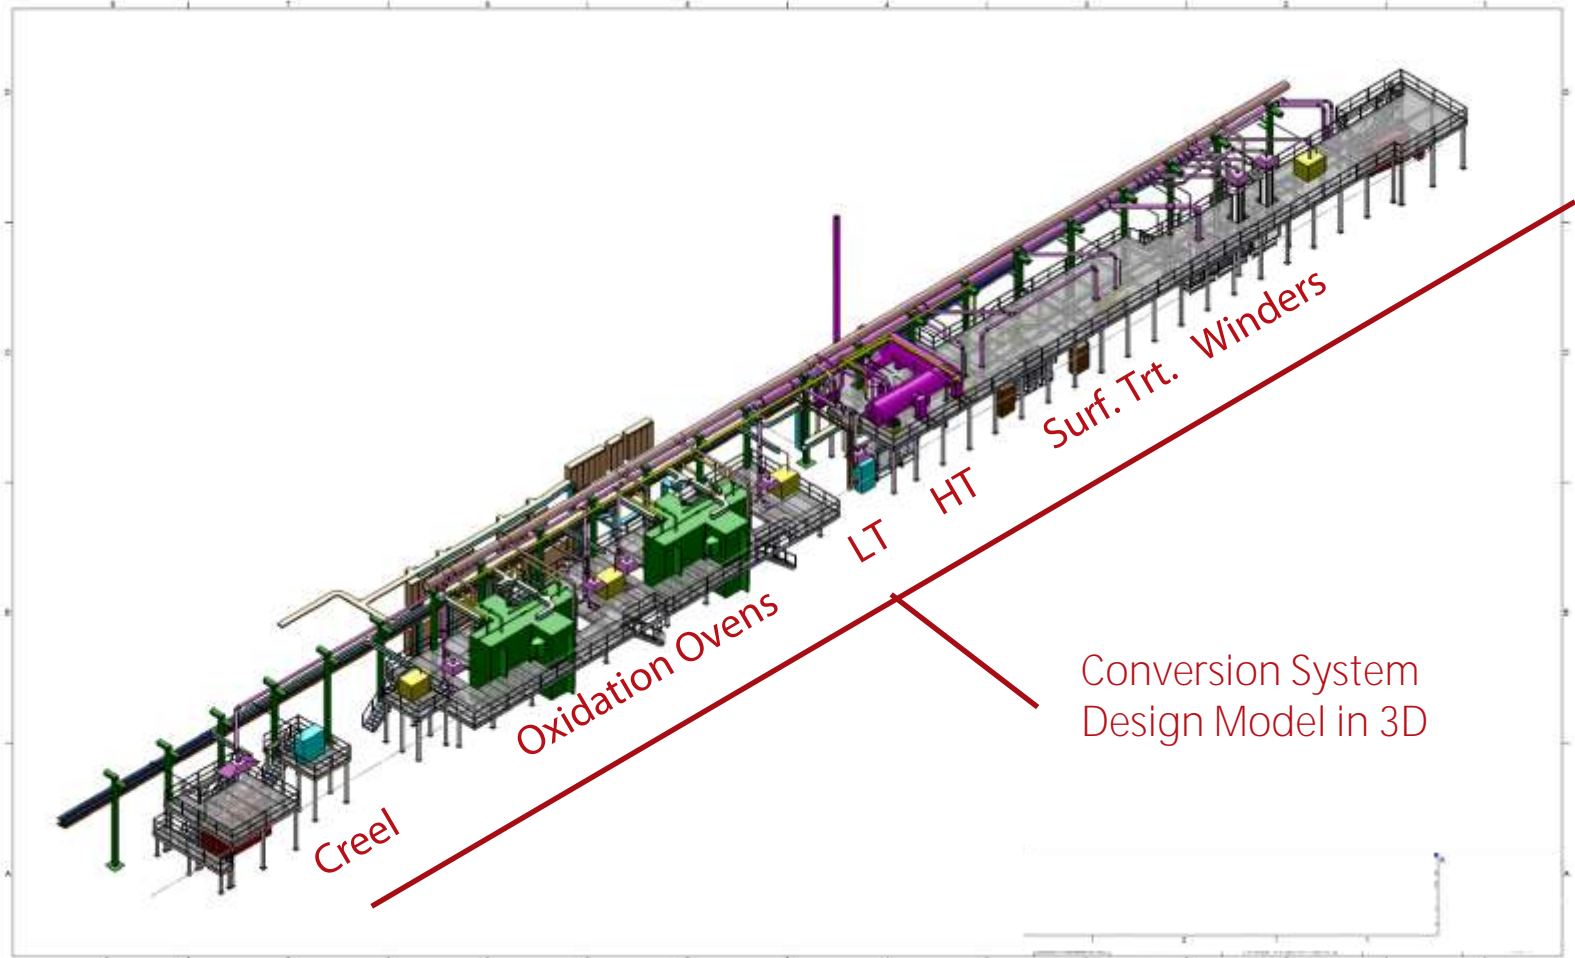 Creel
Oxidation Ovens
LT
HT
Surf. Trt.
Winders
Conversion System
Design Model in 3D